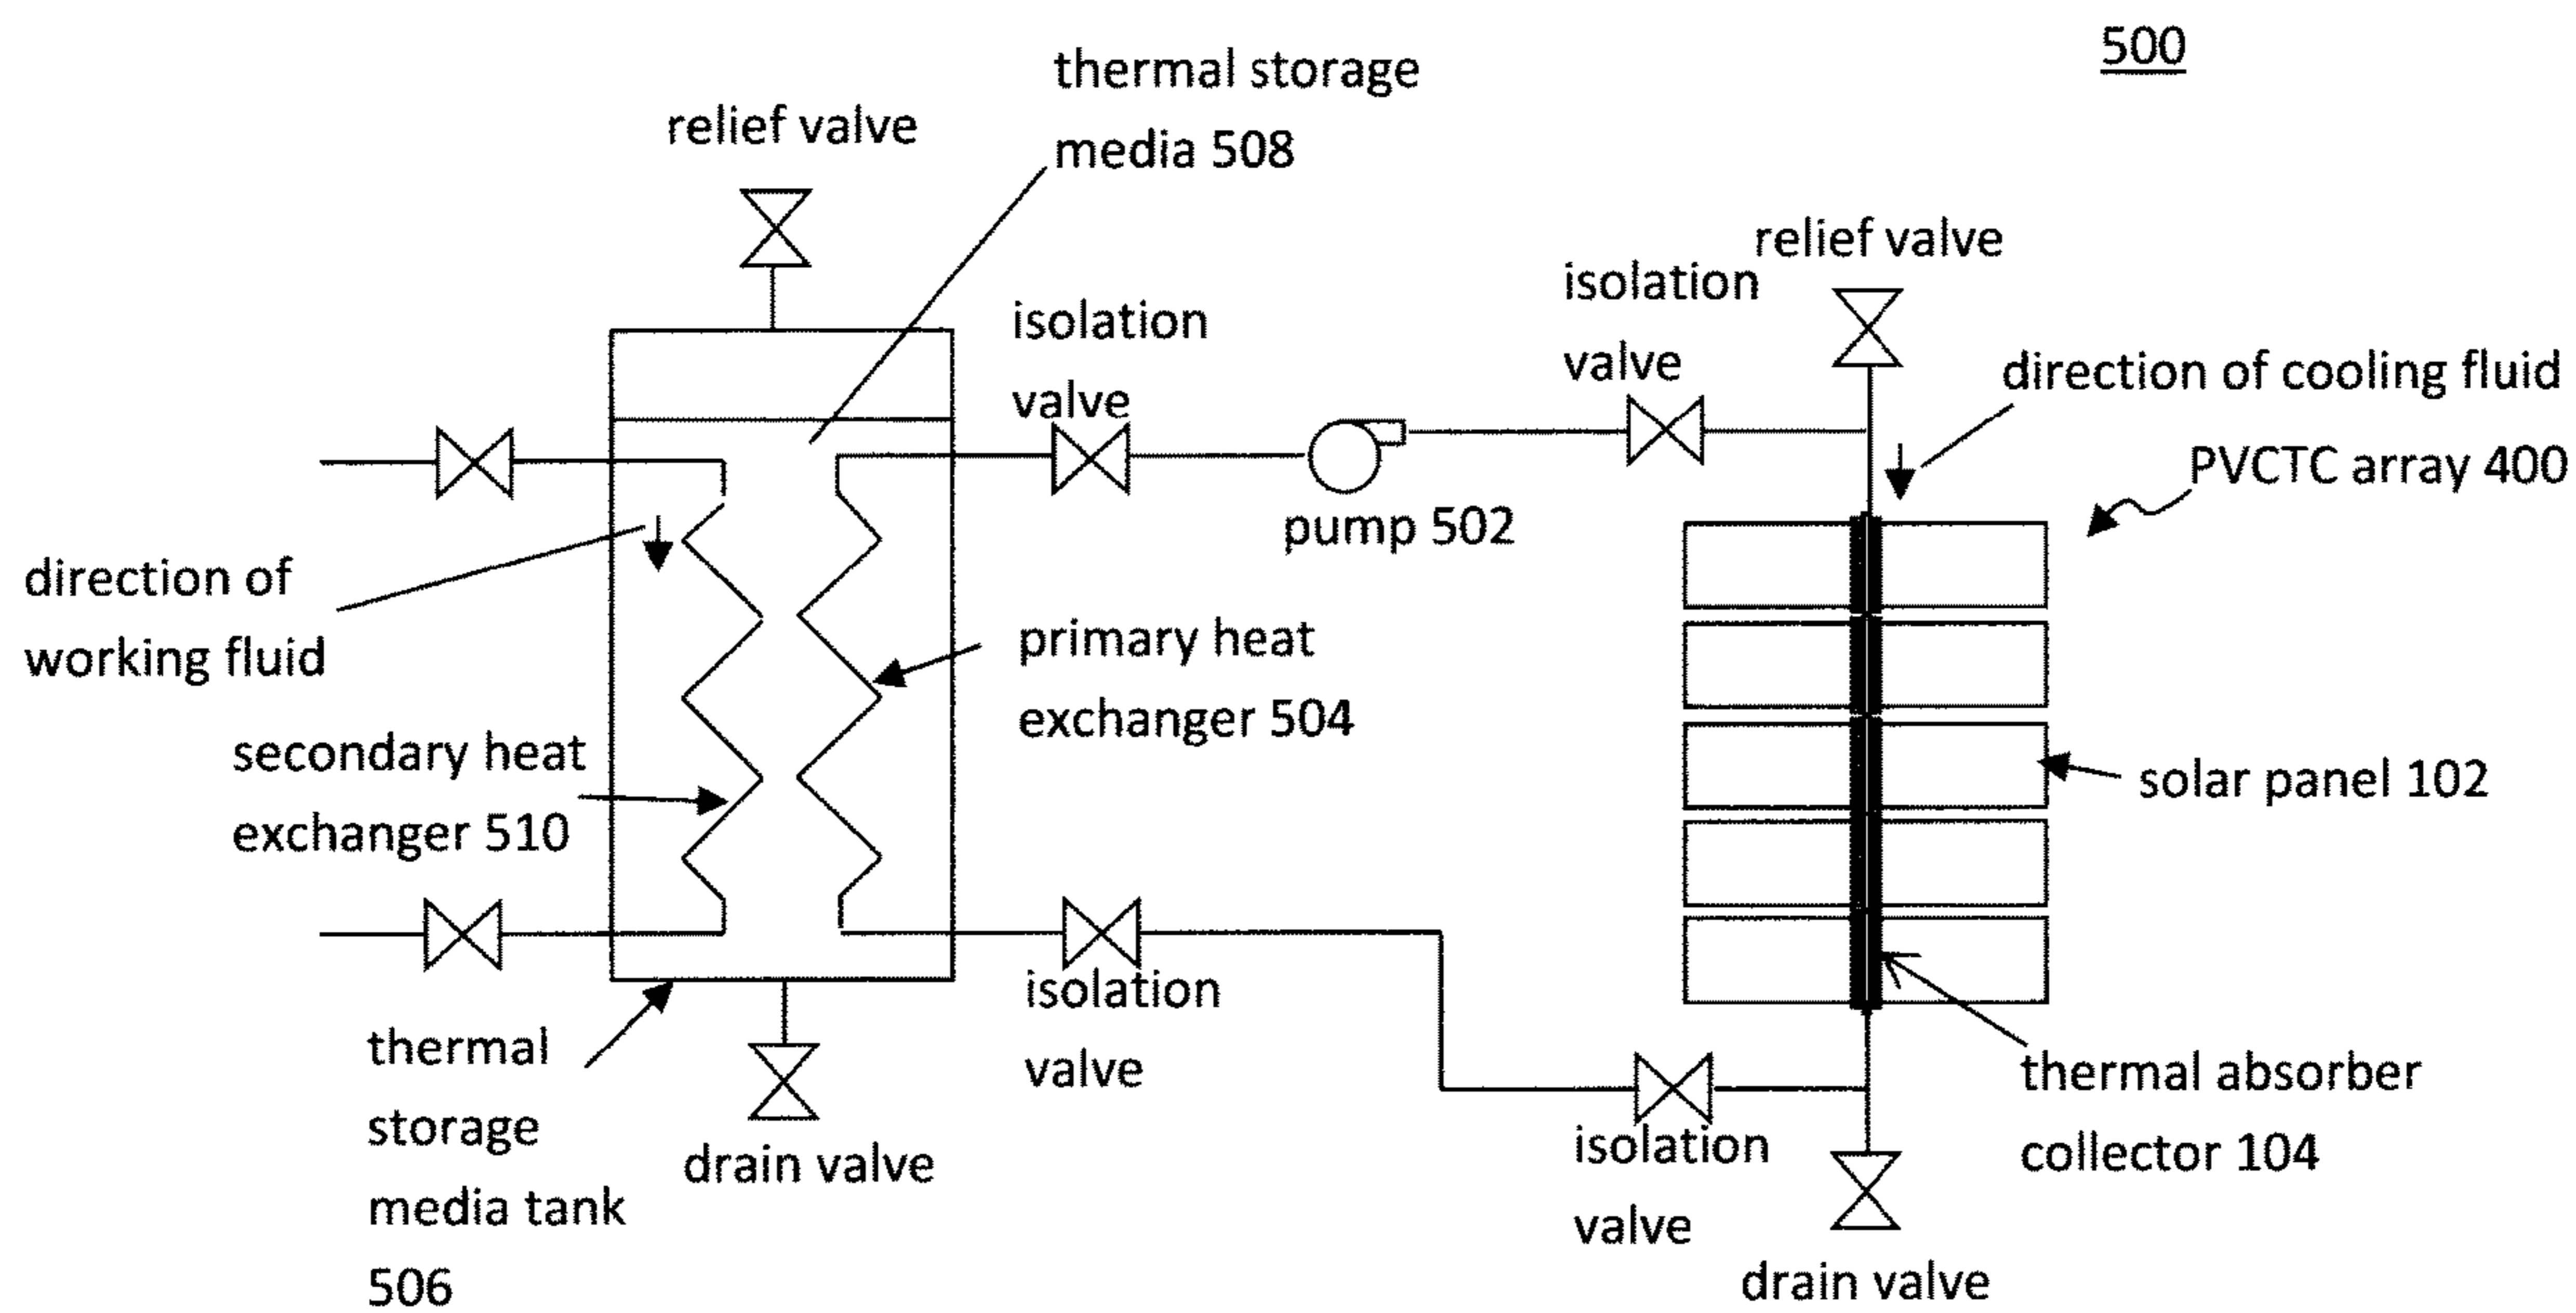 500
thermal storage
media 508
relief valve
relief valve
isolation
valve
isolation
valve
direction of cooling fluid
PVCTC array 400
pump 502
direction of
working fluid
primary heat
exchanger 504
secondary heat
exchanger 510
solar panel 102
isolation
valve
thermal
storage
media tank
506
drain valve
thermal absorber
collector 104
isolation
valve
drain valve